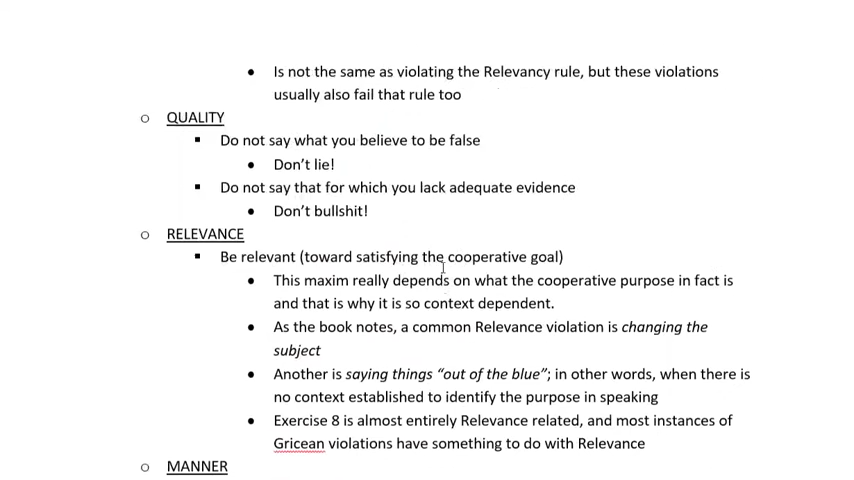 • Is not the same as violating the Relevancy rule, but these violations
usually also fail that rule too
o QUALITY
▪ Do not say what you believe to be false
• Don’t lie!
▪ Do not say that for which you lack adequate evidence
• Don’t bullshit!
o RELEVANCE
▪ Be relevant (toward satisfying the cooperative goal)
• This maxim really depends on what the cooperative purpose in fact is
and that is why it is so context dependent.
• As the book notes, a common Relevance violation is changing the
subject
• Another is saying things “out of the blue”; in other words, when there is
no context established to identify the purpose in speaking
• Exercise 8 is almost entirely Relevance related, and most instances of
Gricean violations have something to do with Relevance
o MANNER